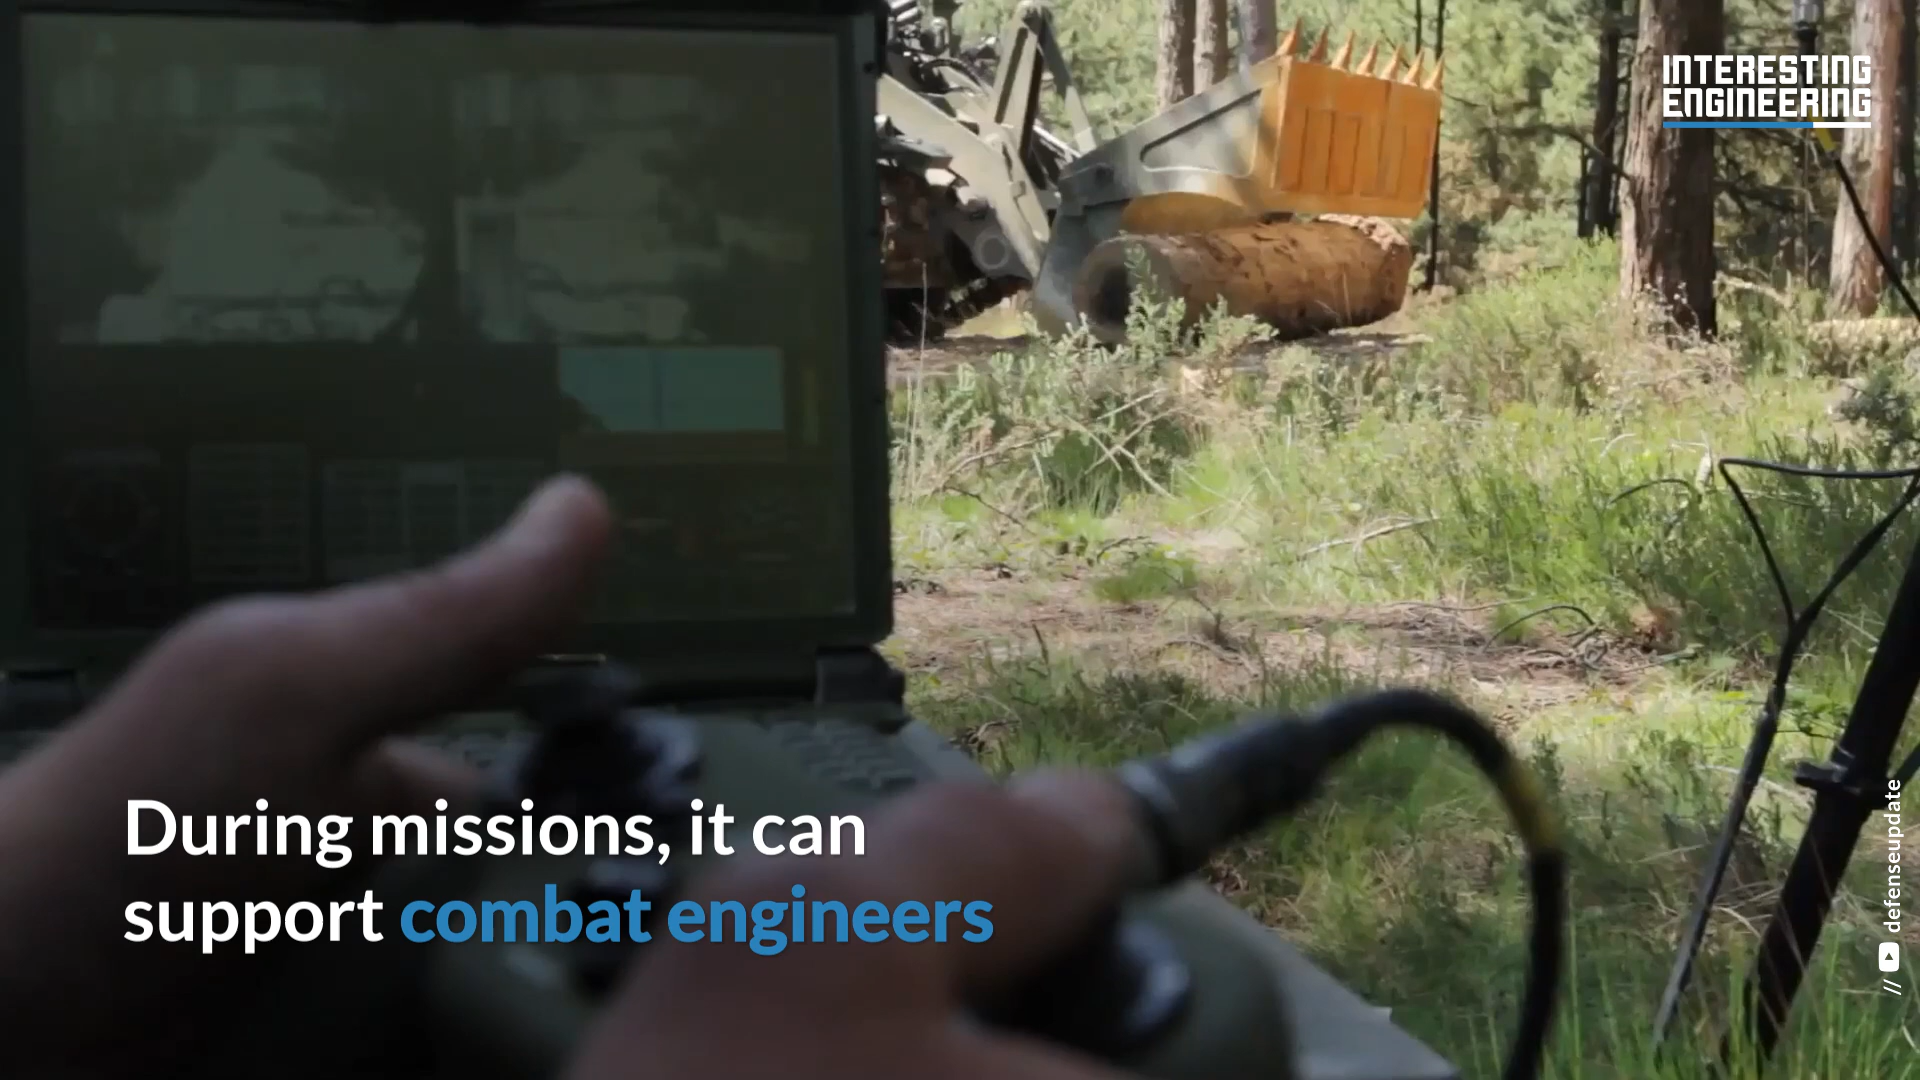 INTERESTING
ENGINEERING
During missions, it can
support combat engineers
// defenseupdate